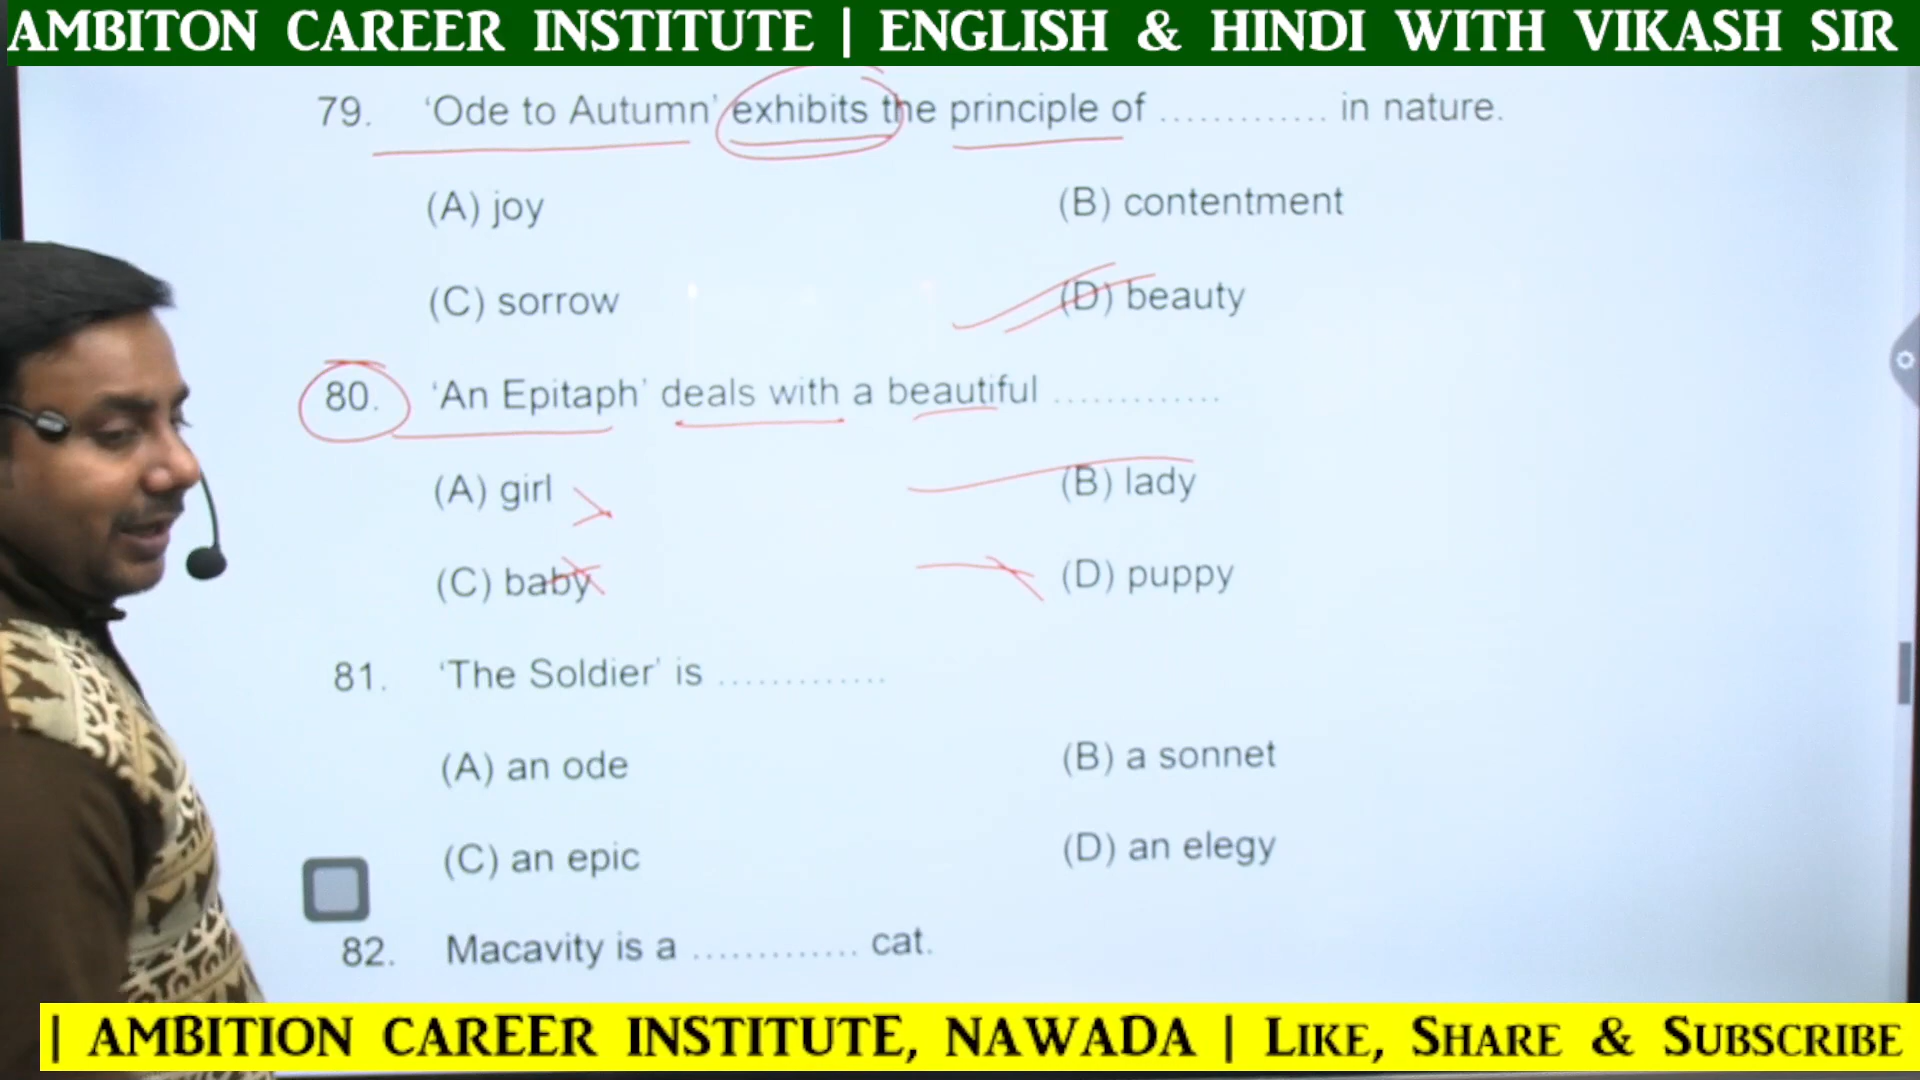 AMBITON CAREER INSTITUTE | ENGLISH & HINDI WITH VIKASH SIR
79. 'Ode to Autumn' exhibits the principle of ............. in nature.
(A) joy (B) contentment
(C) sorrow (D) beauty
80. 'An Epitaph' deals with a beautiful .............
(A) girl (B) lady
(C) baby (D) puppy
81. 'The Soldier' is .............
(A) an ode (B) a sonnet
(C) an epic (D) an elegy
82. Macavity is a ............. cat.
| AMBITION CAREER INSTITUTE, NAWADA | LIKE, SHARE & SUBSCRIBE